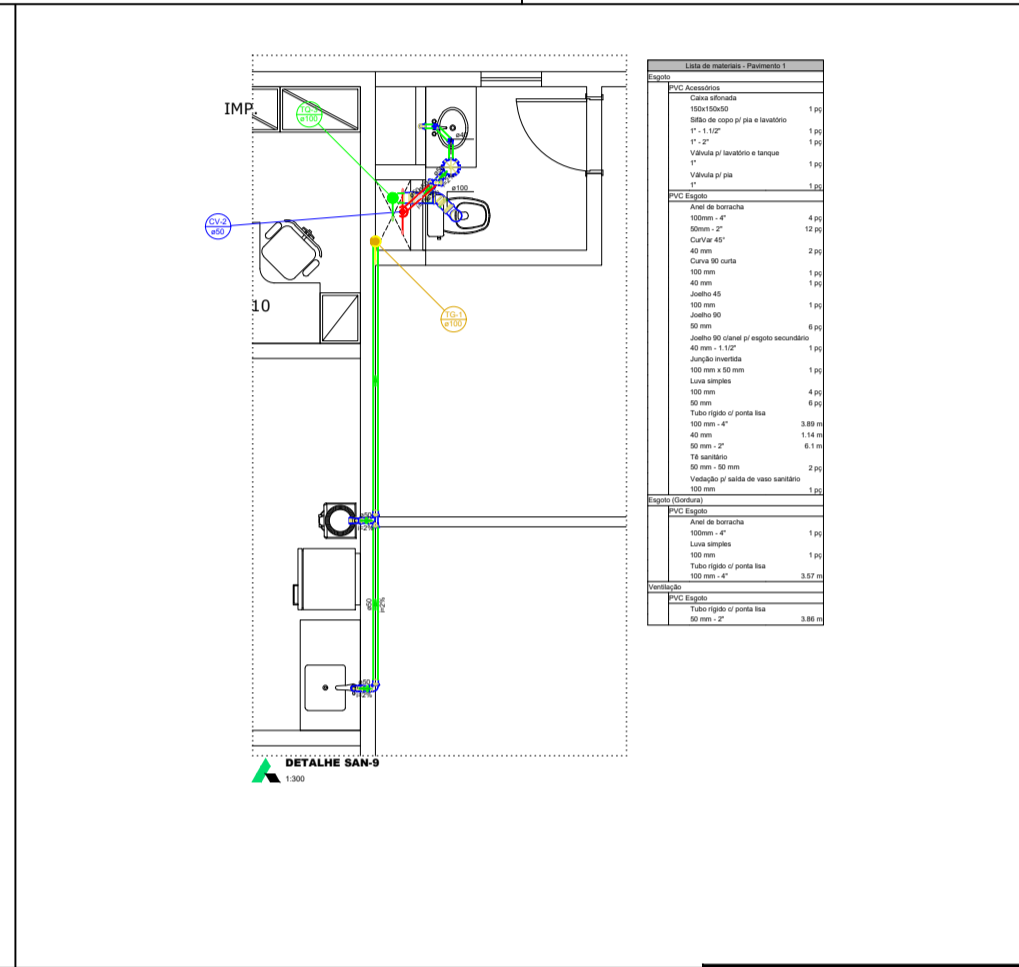 IMP.
TG-3
ø100
ø40
ø100
CV-2
ø50
10
TG-1
ø100
ø50
i=2%
ø50
i=2%
ø50
i=2%
DETALHE SAN-9
1:300
Lista de materiais - Pavimento 1
Esgoto
PVC Acessórios
Caixa sifonada
150x150x50 1 pç
Sifão de copo p/ pia e lavatório
1" - 1.1/2" 1 pç
1" - 2" 1 pç
Válvula p/ lavatório e tanque
1" 1 pç
Válvula p/ pia
1" 1 pç
PVC Esgoto
Anel de borracha
100mm - 4" 4 pç
50mm - 2" 12 pç
CurVar 45°
40 mm 2 pç
Curva 90 curta
100 mm 1 pç
40 mm 1 pç
Joelho 45
100 mm 1 pç
Joelho 90
50 mm 6 pç
Joelho 90 c/anel p/ esgoto secundário
40 mm - 1.1/2" 1 pç
Junção invertida
100 mm x 50 mm 1 pç
Luva simples
100 mm 4 pç
50 mm 6 pç
Tubo rígido c/ ponta lisa
100 mm - 4" 3.89 m
40 mm 1.14 m
50 mm - 2" 6.1 m
Tê sanitário
50 mm - 50 mm 2 pç
Vedação p/ saída de vaso sanitário
100 mm 1 pç
Esgoto (Gordura)
PVC Esgoto
Anel de borracha
100mm - 4" 1 pç
Luva simples
100 mm 1 pç
Tubo rígido c/ ponta lisa
100 mm - 4" 3.57 m
Ventilação
PVC Esgoto
Tubo rígido c/ ponta lisa
50 mm - 2" 3.86 m